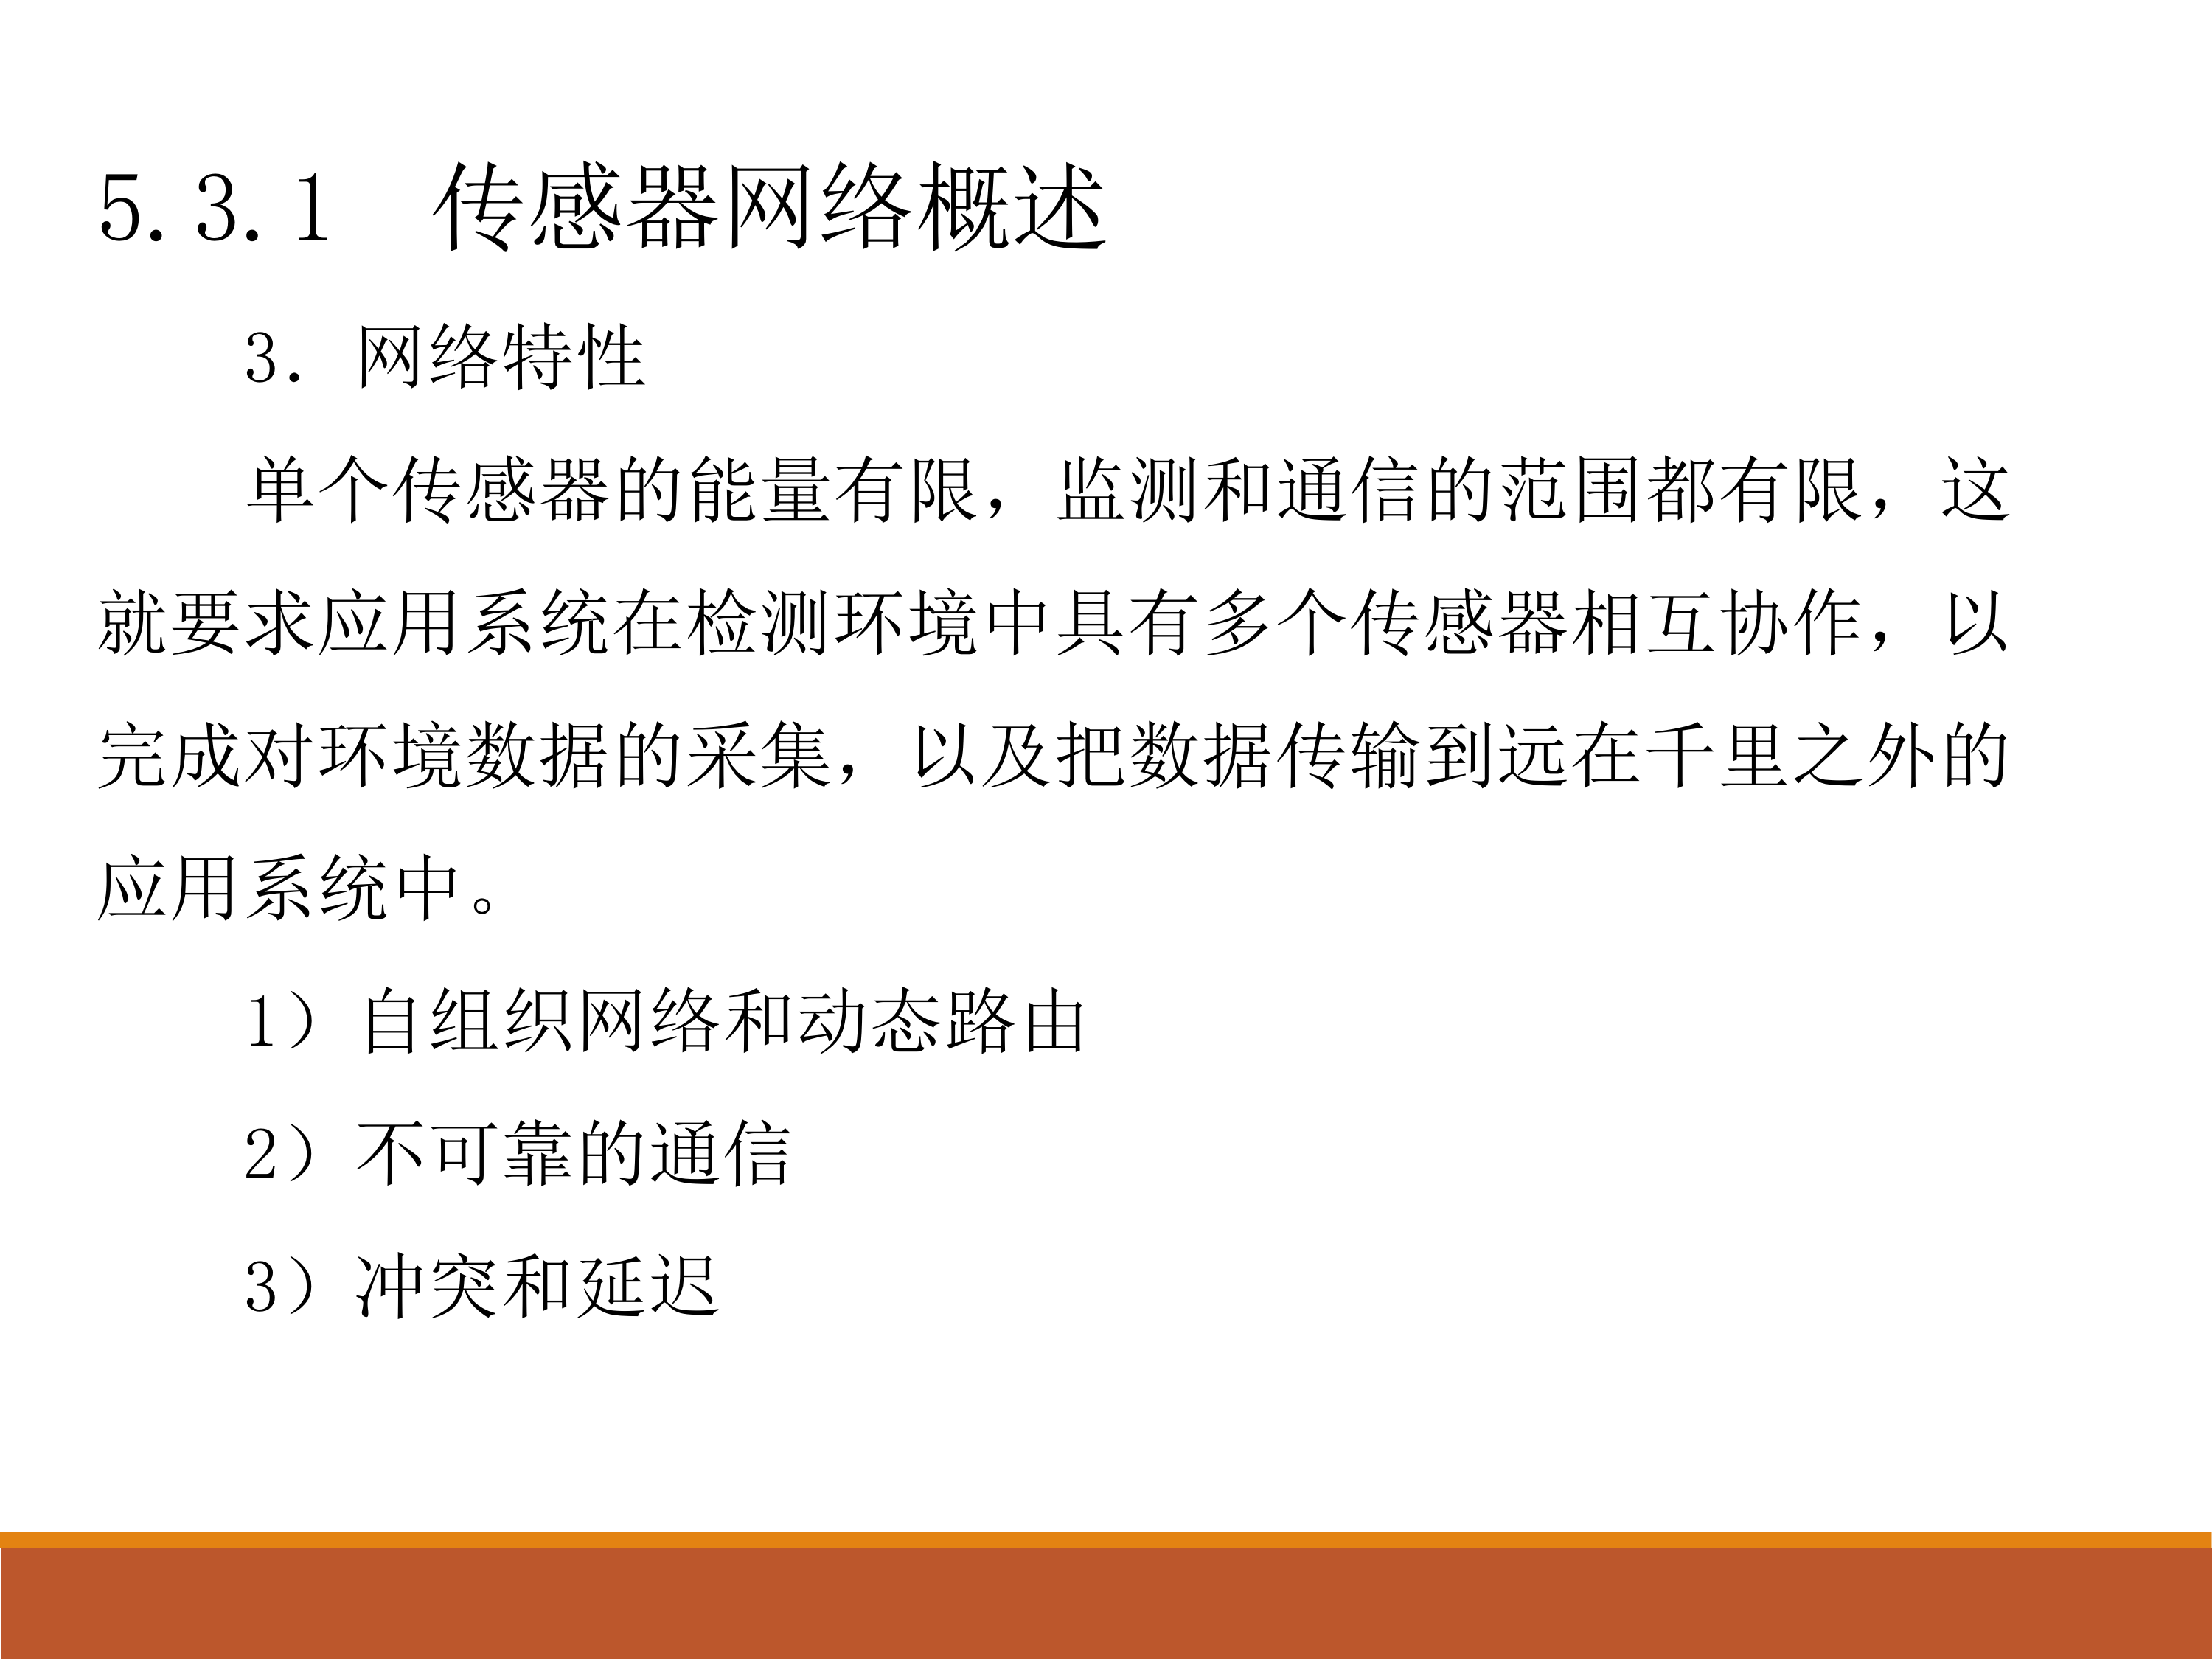 5.3.1 传感器网络概述
3. 网络特性
单个传感器的能量有限，监测和通信的范围都有限，这
就要求应用系统在检测环境中具有多个传感器相互协作，以
完成对环境数据的采集，以及把数据传输到远在千里之外的
应用系统中。
1）自组织网络和动态路由
2）不可靠的通信
3）冲突和延迟